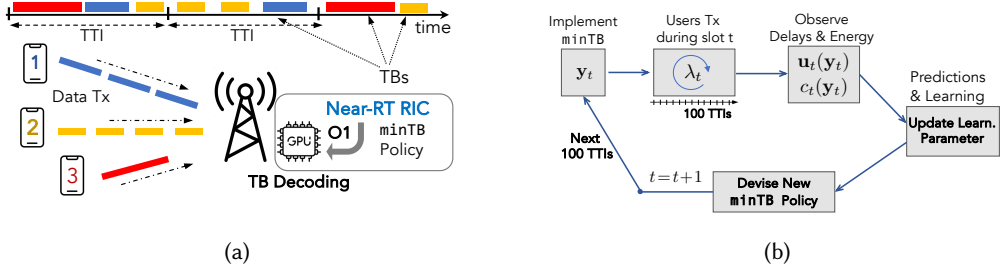 time
TTI
TTI
TBs
1
Data Tx
2
3
Near-RT RIC
GPU
O1
minTB
Policy
TB Decoding
(a)
Implement
minTB
y_t
Users Tx
during slot t
λ_t
100 TTIs
Observe
Delays & Energy
u_t(y_t)
c_t(y_t)
Predictions
& Learning
Update Learn.
Parameter
Devise New
minTB Policy
t=t+1
Next
100 TTIs
(b)